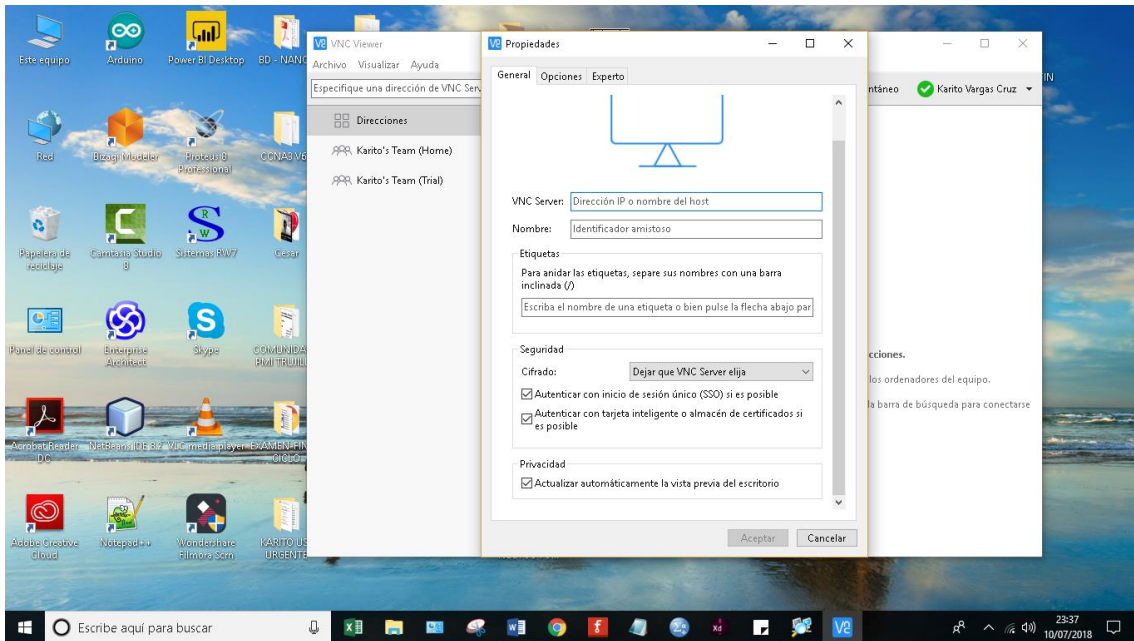 Este equipo
Arduino
Power BI Desktop
BD - NANO
Red
Bizagi Modeler
Proteus 8
Professional
CCNA3 V6
Papelera de
reciclaje
Camtasia Studio
8
Sistemas RW7
Cesar
Panel de control
Enterprise
Architect
Skype
COMUNIDA
PMI TRUJIL
Acrobat Reader
DC
NetBeans IDE 8.2
VLC media player
EXAMEN-FIN
CICLO
Adobe Creative
Cloud
Notepad++
Wondershare
Filmora Scrn
KARITO US
URGENTE
VNC Viewer
Archivo Visualizar Ayuda
Especifique una dirección de VNC Serv
Direcciones
Karito's Team (Home)
Karito's Team (Trial)
Propiedades
General Opciones Experto
VNC Server: Dirección IP o nombre del host
Nombre: Identificador amistoso
Etiquetas
Para anidar las etiquetas, separe sus nombres con una barra
inclinada (/)
Escriba el nombre de una etiqueta o bien pulse la flecha abajo par
Seguridad
Cifrado: Dejar que VNC Server elija
Autenticar con inicio de sesión único (SSO) si es posible
Autenticar con tarjeta inteligente o almacén de certificados si
es posible
Privacidad
Actualizar automáticamente la vista previa del escritorio
Aceptar Cancelar
ntáneo Karito Vargas Cruz
IN
cciones.
los ordenadores del equipo.
la barra de búsqueda para conectarse
Escribe aquí para buscar
23:37
10/07/2018